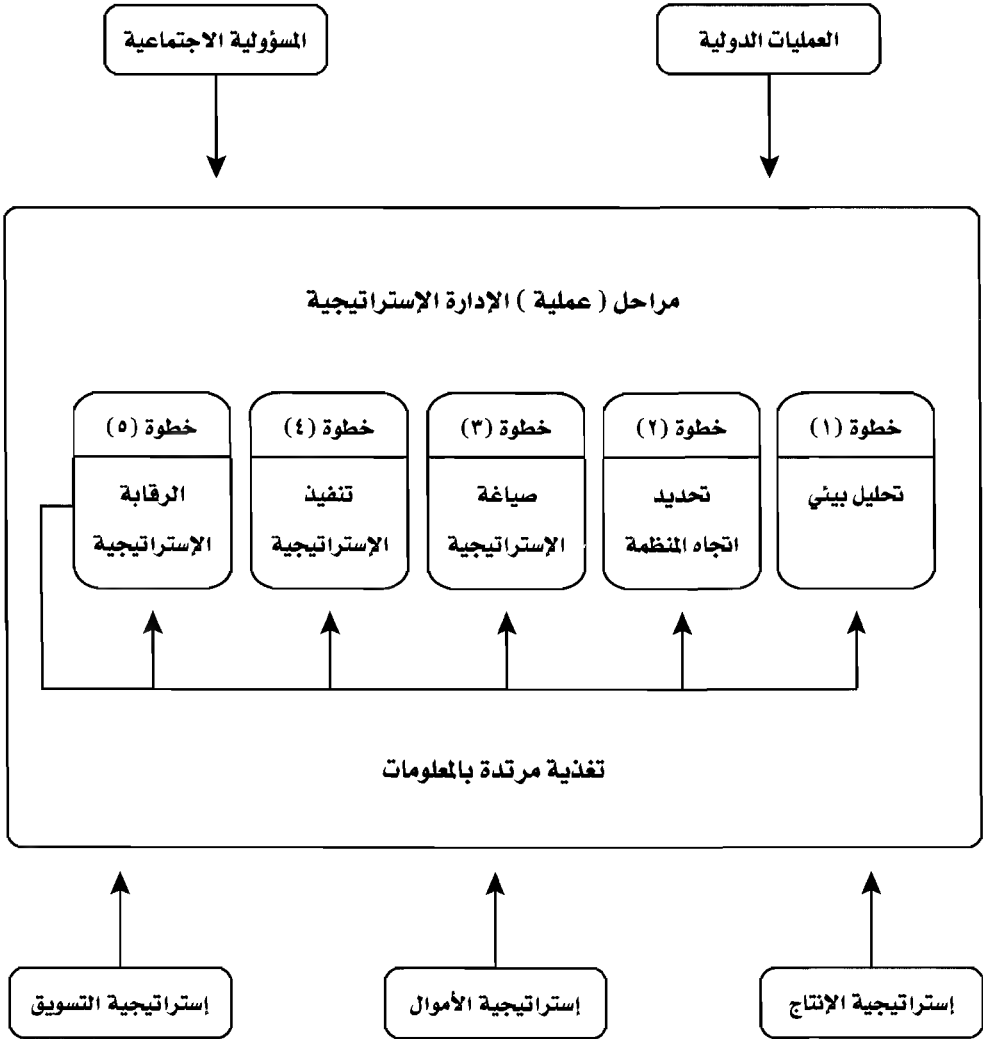 العمليات الدولية
المسؤولية الاجتماعية
مراحل ( عملية ) الإدارة الإستراتيجية
خطوة (١)
تحليل بيئي
خطوة (٢)
تحديد
اتجاه المنظمة
خطوة (٣)
صياغة
الإستراتيجية
خطوة (٤)
تنفيذ
الإستراتيجية
خطوة (٥)
الرقابة
الإستراتيجية
تغذية مرتدة بالمعلومات
إستراتيجية الإنتاج
إستراتيجية الأموال
إستراتيجية التسويق